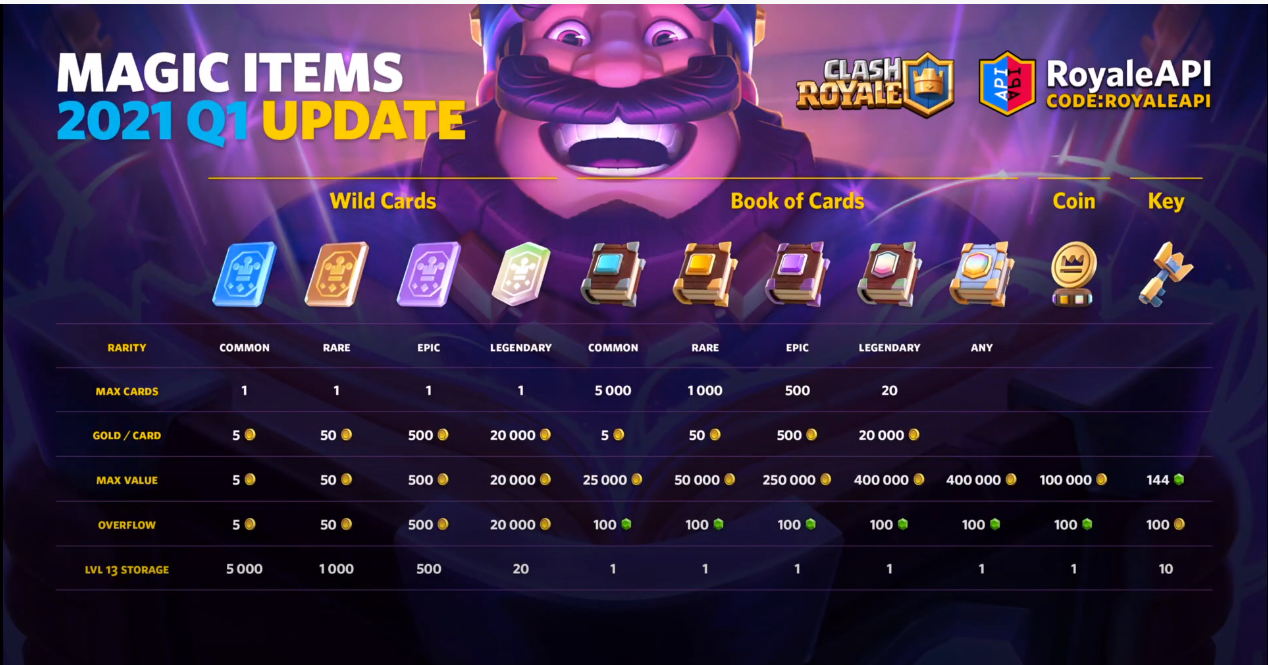 MAGIC ITEMS
2021 Q1 UPDATE
CLASH
ROYALE
API
API
RoyaleAPI
CODE:ROYALEAPI
Wild Cards Book of Cards Coin Key
RARITY COMMON RARE EPIC LEGENDARY COMMON RARE EPIC LEGENDARY ANY
MAX CARDS 1 1 1 1 5 000 1 000 500 20
GOLD / CARD 5 50 500 20 000 5 50 500 20 000
MAX VALUE 5 50 500 20 000 25 000 50 000 250 000 400 000 400 000 100 000 144
OVERFLOW 5 50 500 20 000 100 100 100 100 100 100 100
LVL 13 STORAGE 5 000 1 000 500 20 1 1 1 1 1 1 10